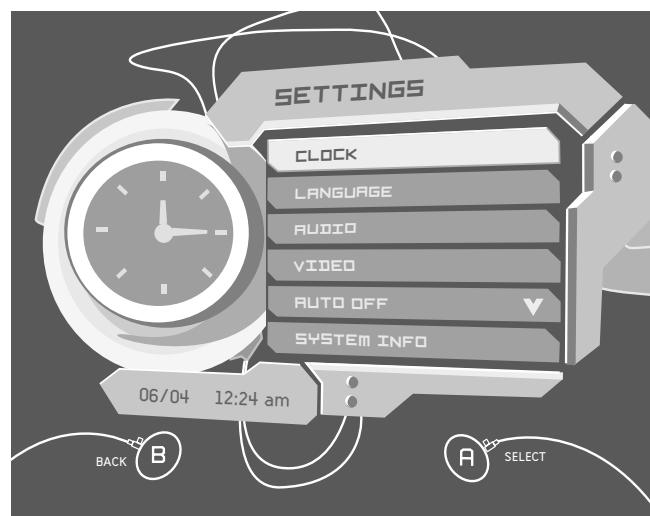 SETTINGS
CLOCK
LANGUAGE
AUDIO
VIDEO
AUTO OFF
SYSTEM INFO
06/04 12:24 am
BACK B
A SELECT